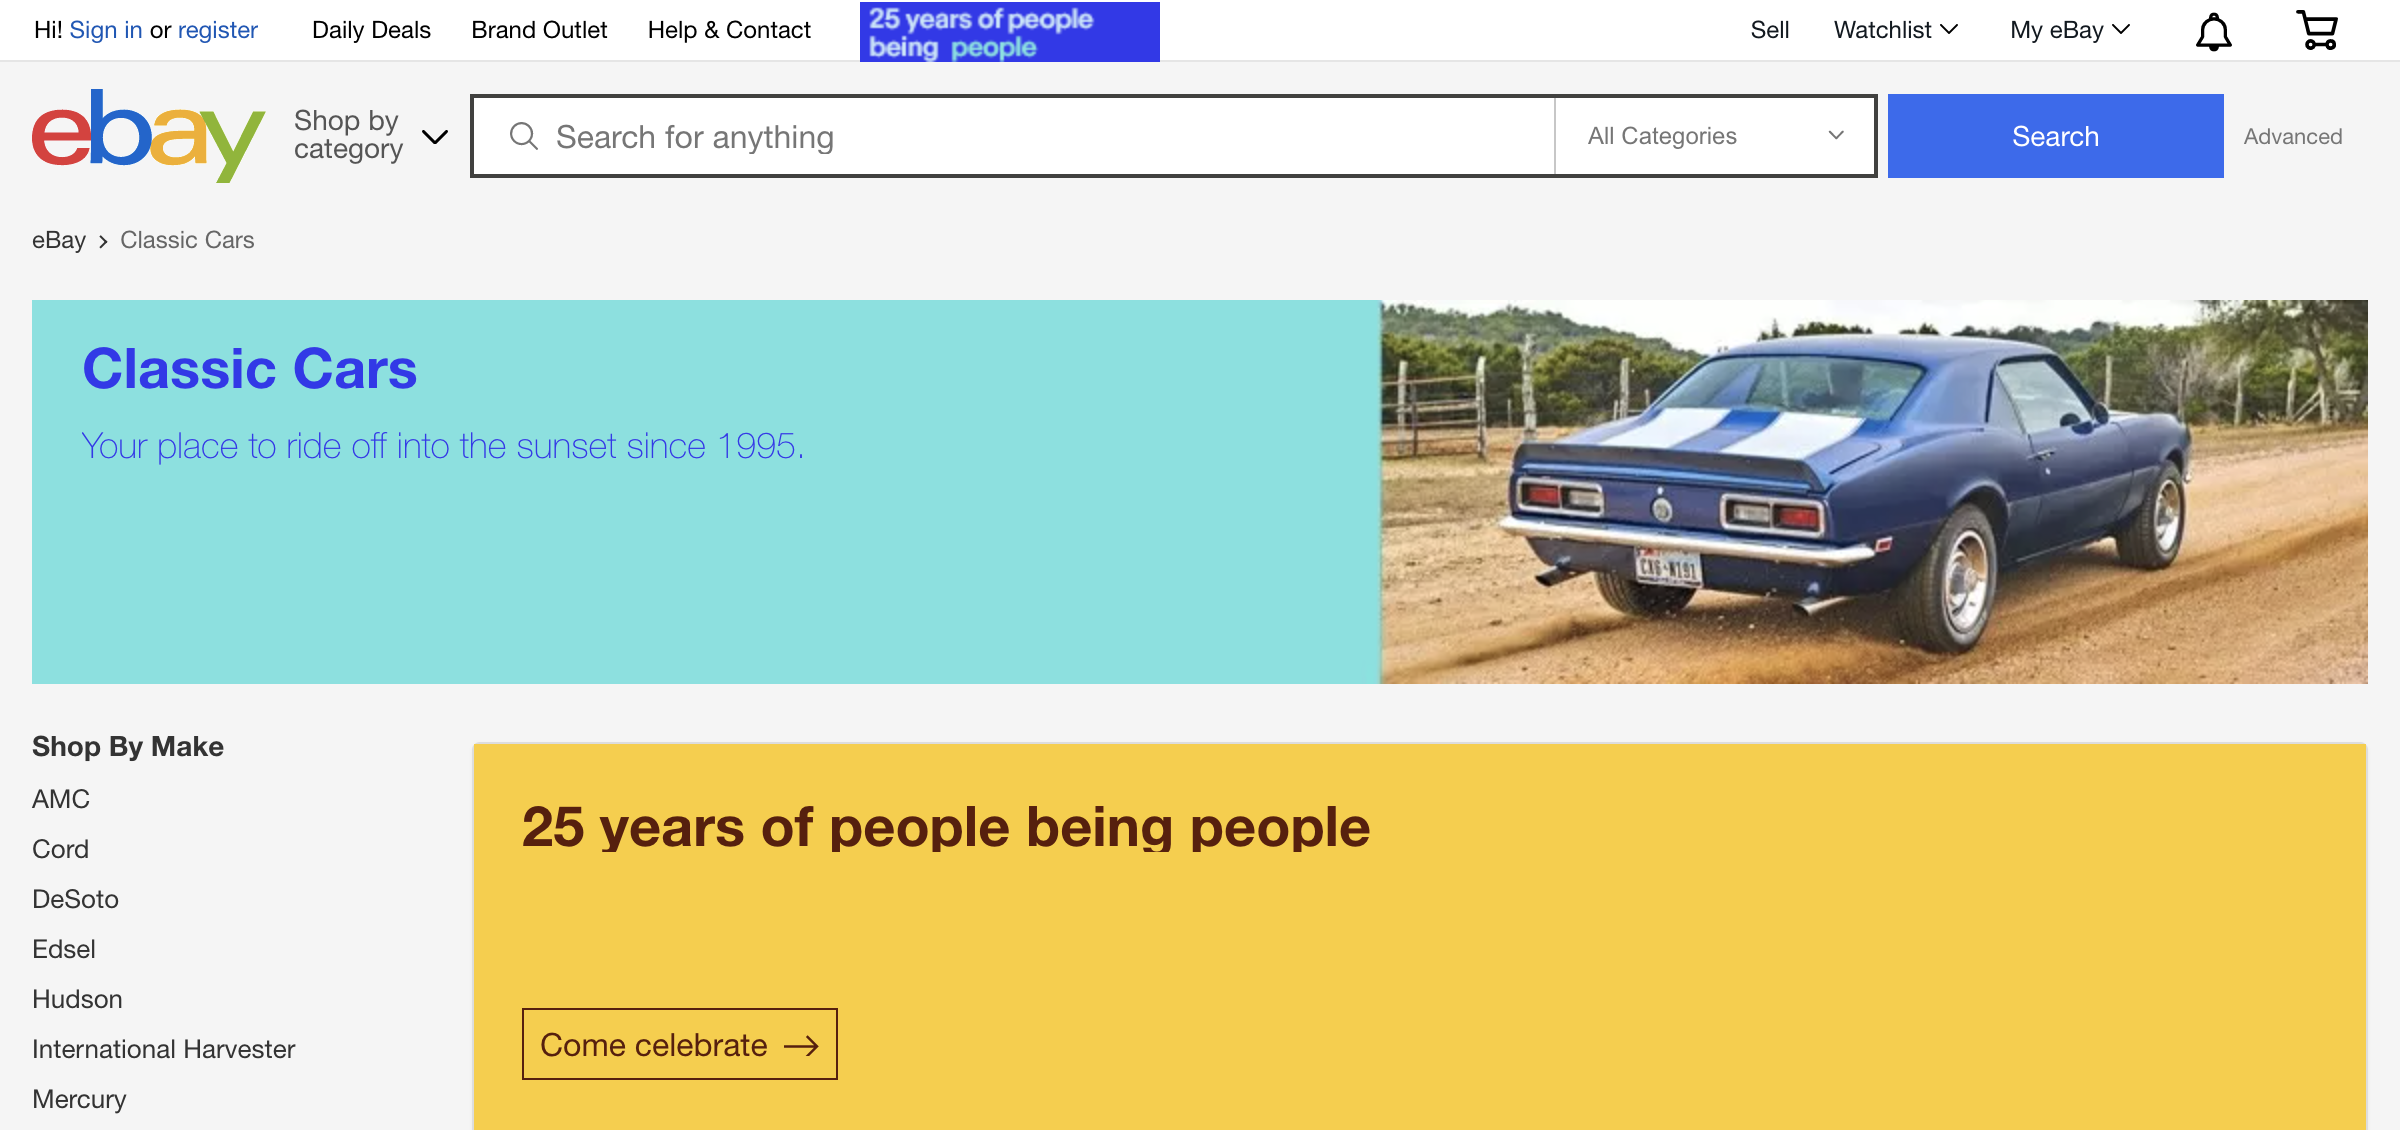 Hi! Sign in or register
Daily Deals
Brand Outlet
Help & Contact
25 years of people
being people
Sell
Watchlist
My eBay
ebay
Shop by
category
Search for anything
All Categories
Search
Advanced
eBay
Classic Cars
Classic Cars
Your place to ride off into the sunset since 1995.
CX6·N191
Shop By Make
AMC
Cord
DeSoto
Edsel
Hudson
International Harvester
Mercury
25 years of people being people
Come celebrate